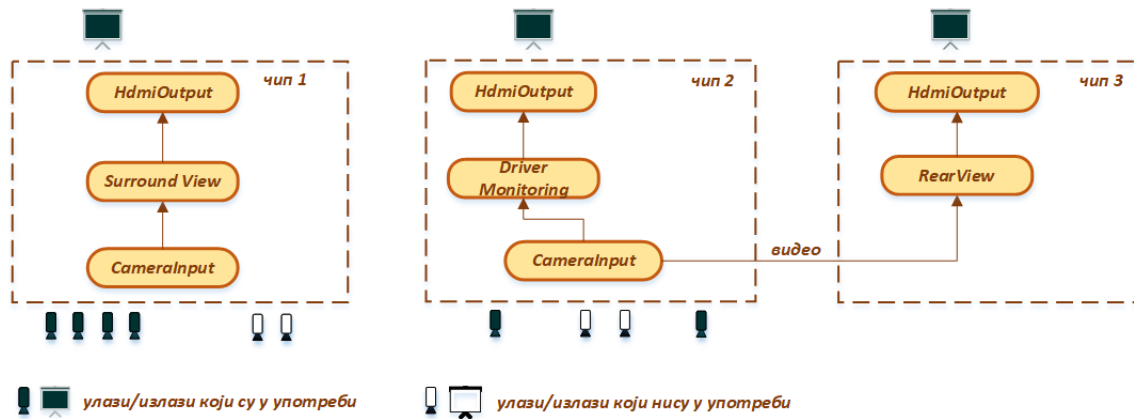 чип 1
HdmiOutput
Surround View
CameraInput
чип 2
HdmiOutput
Driver
Monitoring
CameraInput
видео
чип 3
HdmiOutput
RearView
улази/излази који су у употреби
улази/излази који нису у употреби